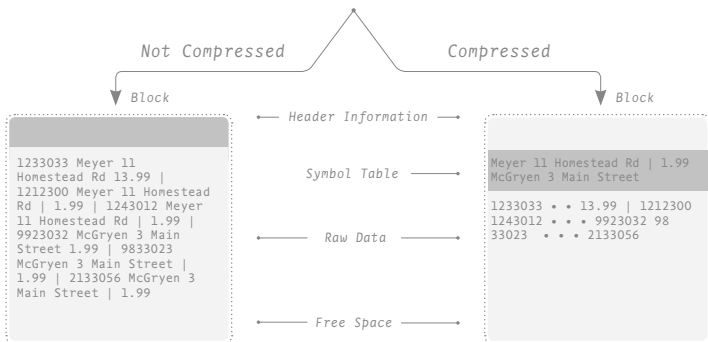 Not Compressed
Compressed
Block
Block
Header Information
Symbol Table
Raw Data
Free Space
1233033 Meyer 11
Homestead Rd 13.99 |
1212300 Meyer 11 Homestead
Rd | 1.99 | 1243012 Meyer
11 Homestead Rd | 1.99 |
9923032 McGryen 3 Main
Street 1.99 | 9833023
McGryen 3 Main Street |
1.99 | 2133056 McGryen 3
Main Street | 1.99
Meyer 11 Homestead Rd | 1.99
McGryen 3 Main Street
1233033 • • 13.99 | 1212300
1243012 • • • 9923032 98
33023 • • • 2133056